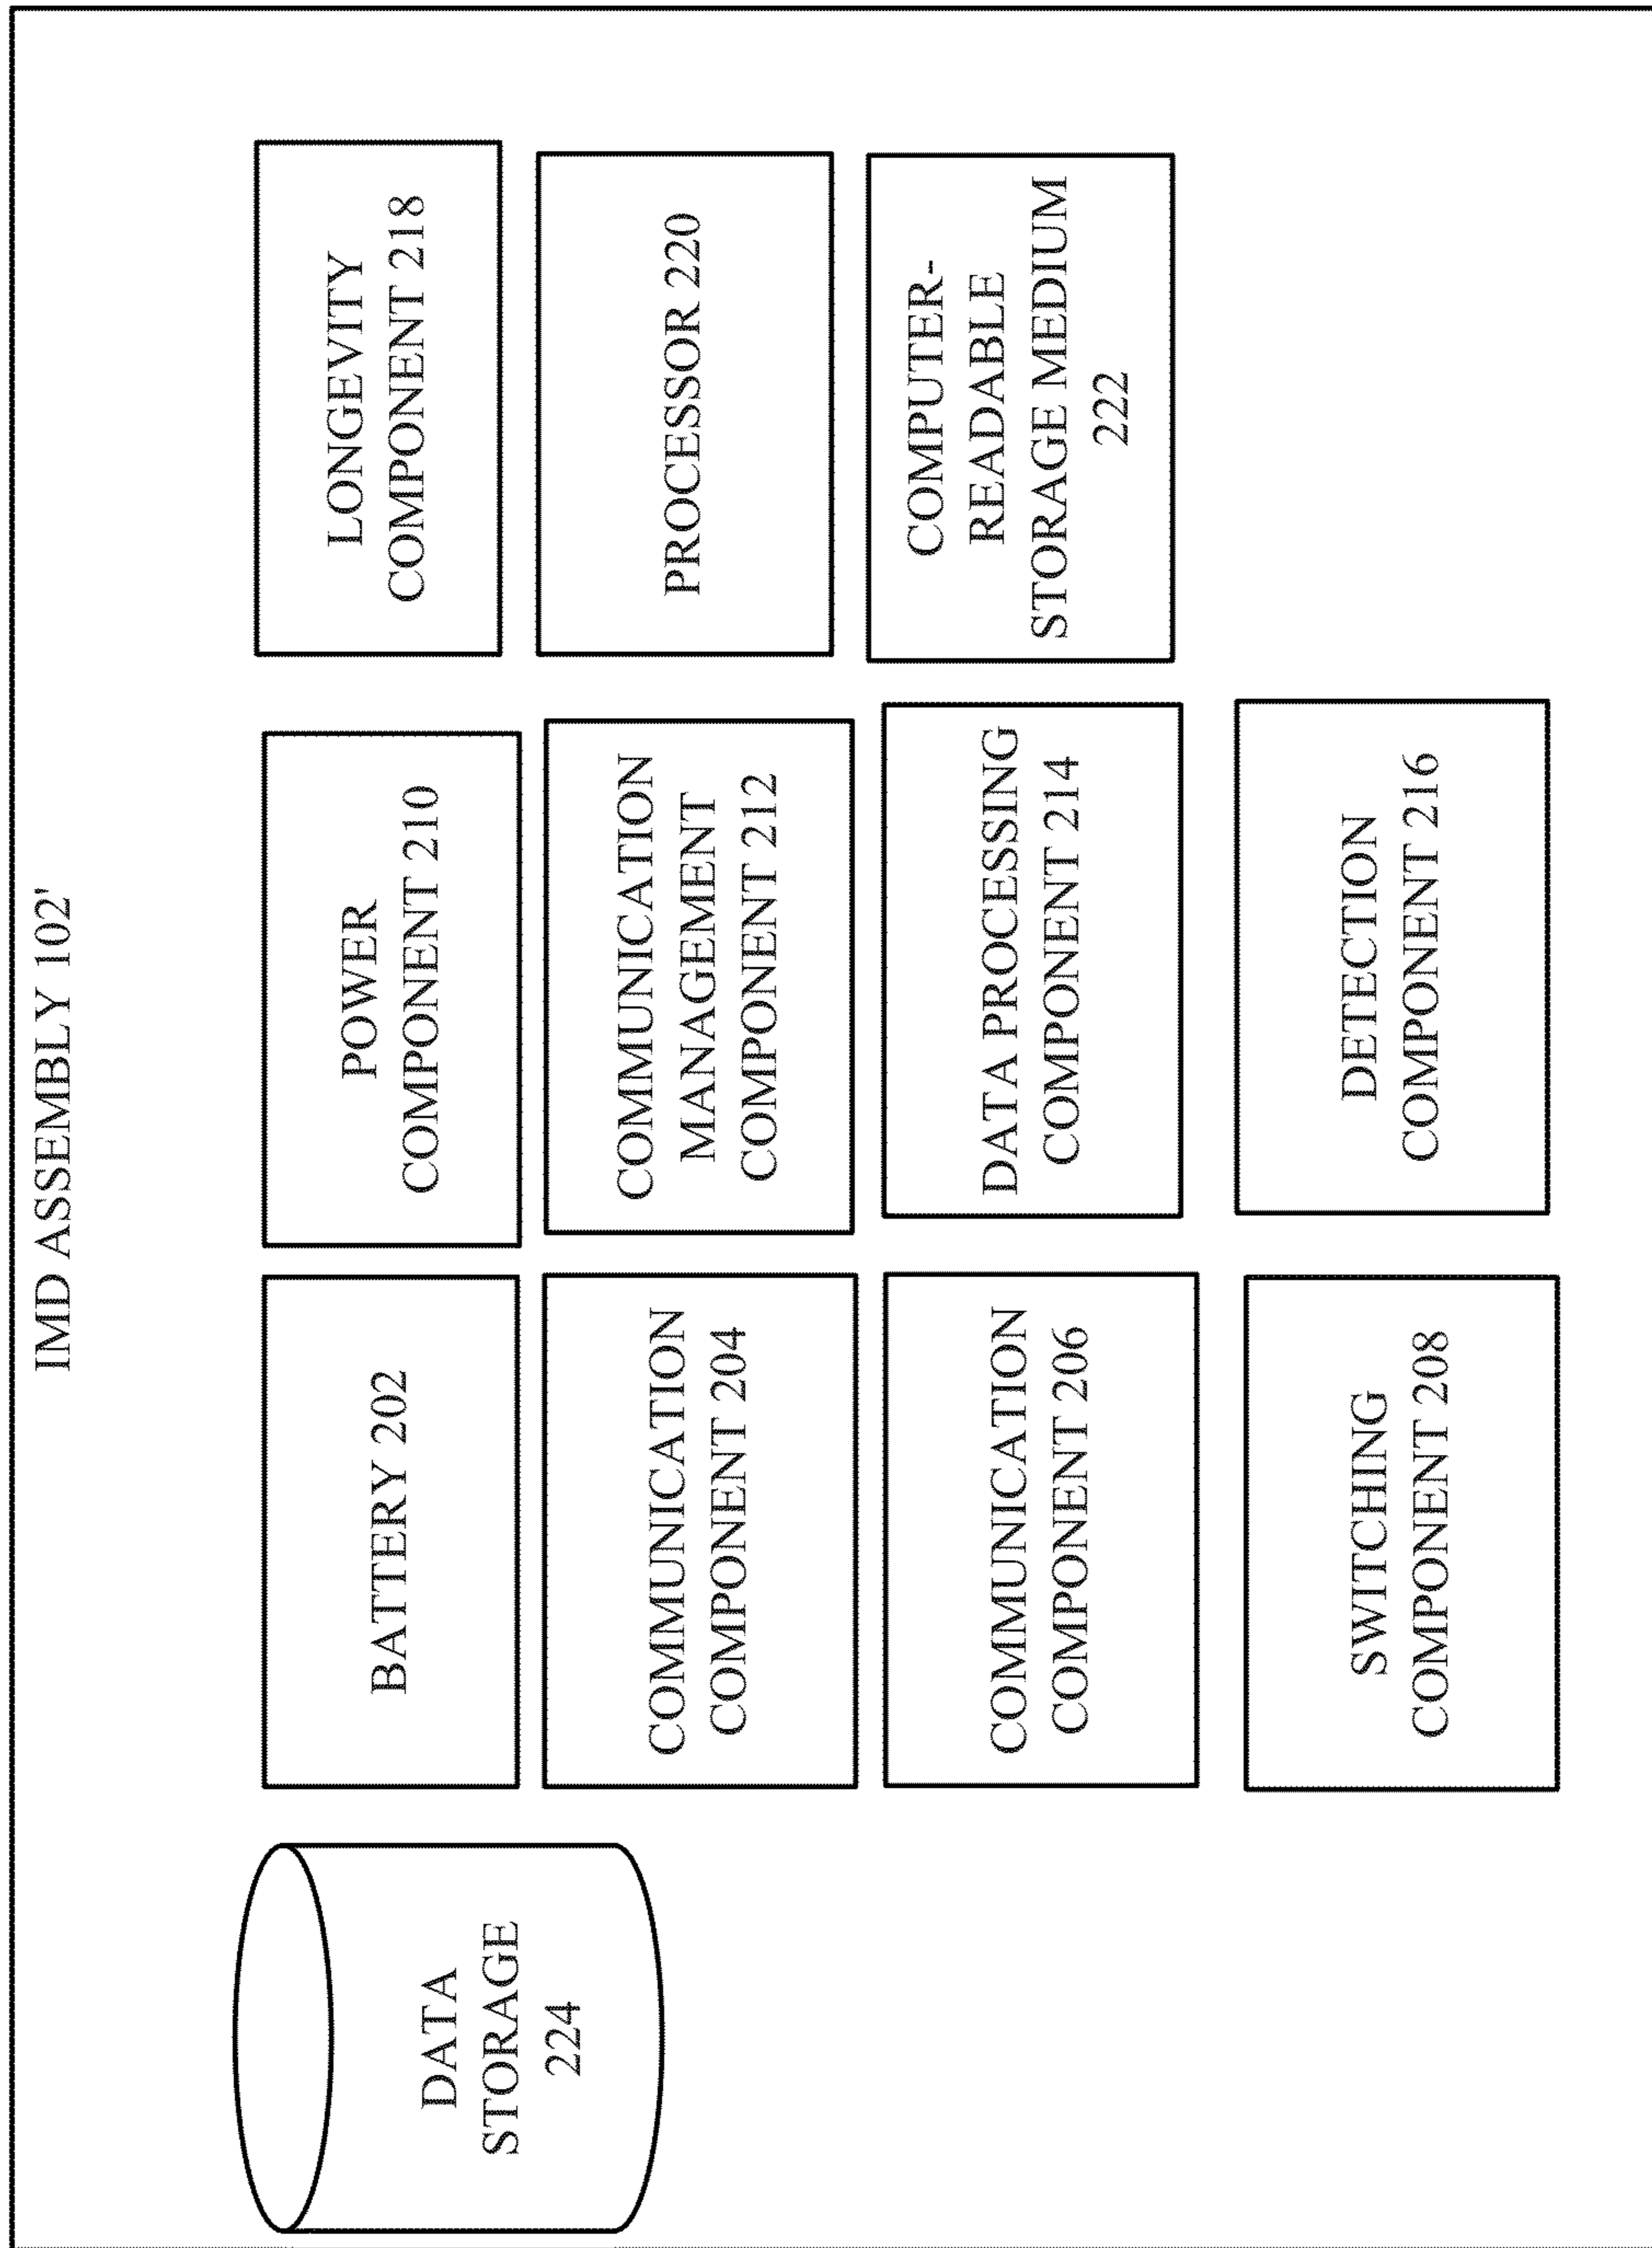 IMD ASSEMBLY 102'
DATA
STORAGE
224
BATTERY 202
COMMUNICATION
COMPONENT 204
COMMUNICATION
COMPONENT 206
SWITCHING
COMPONENT 208
POWER
COMPONENT 210
COMMUNICATION
MANAGEMENT
COMPONENT 212
DATA PROCESSING
COMPONENT 214
DETECTION
COMPONENT 216
LONGEVITY
COMPONENT 218
PROCESSOR 220
COMPUTER-
READABLE
STORAGE MEDIUM
222